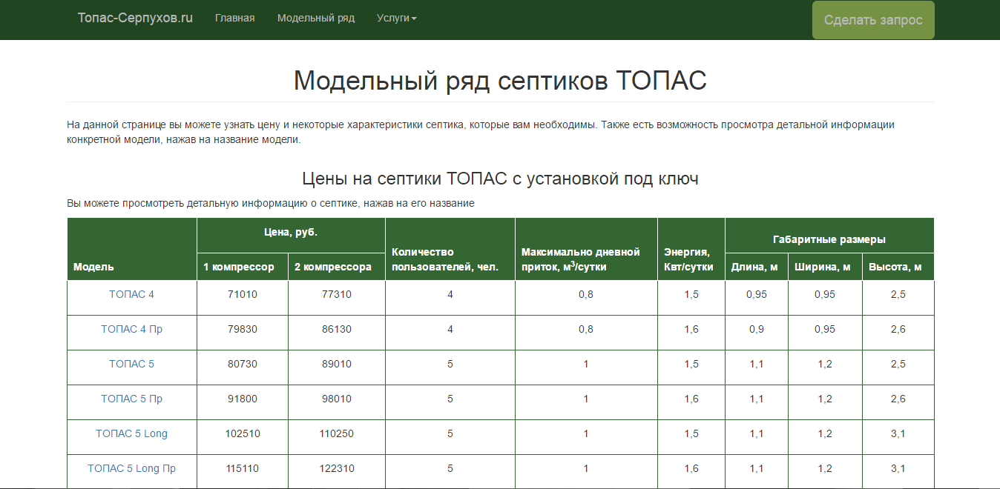 Топас-Серпухов.ru Главная Модельный ряд Услуги Сделать запрос
Модельный ряд септиков ТОПАС
На данной странице вы можете узнать цену и некоторые характеристики септика, которые вам необходимы. Также есть возможность просмотра детальной информации
конкретной модели, нажав на название модели.
Цены на септики ТОПАС с установкой под ключ
Вы можете просмотреть детальную информацию о септике, нажав на его название
Модель Цена, руб. Количество пользователей, чел. Максимально дневной приток, м³/сутки Энергия, Квт/сутки Габаритные размеры
1 компрессор 2 компрессора Длина, м Ширина, м Высота, м
ТОПАС 4 71010 77310 4 0,8 1,5 0,95 0,95 2,5
ТОПАС 4 Пр 79830 86130 4 0,8 1,6 0,9 0,95 2,6
ТОПАС 5 80730 89010 5 1 1,5 1,1 1,2 2,5
ТОПАС 5 Пр 91800 98010 5 1 1,6 1,1 1,2 2,6
ТОПАС 5 Long 102510 110250 5 1 1,5 1,1 1,2 3,1
ТОПАС 5 Long Пр 115110 122310 5 1 1,6 1,1 1,2 3,1